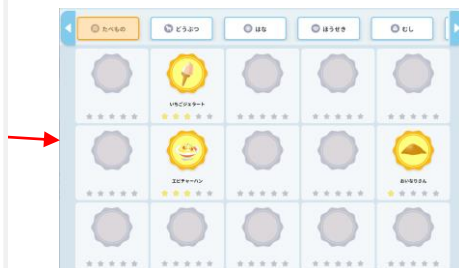 たべもの
どうぶつ
はな
ほうせき
むし
いちごジェラート
エビチャーハン
おいなりさん